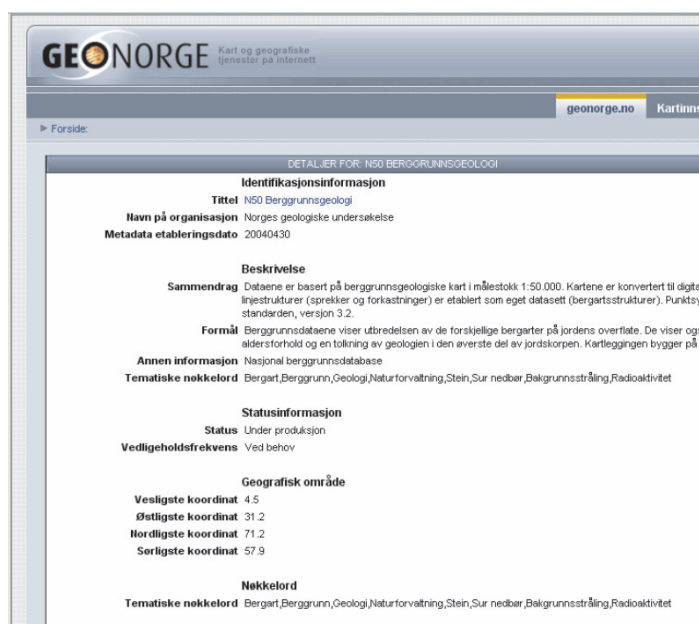 GEONORGE
Kart og geografiske
tjenester på internett
geonorge.no Kartinns
Forside:
DETALJER FOR: N50 BERGGRUNNSGEOLOGI
Identifikasjonsinformasjon
Tittel N50 Berggrunnsgeologi
Navn på organisasjon Norges geologiske undersøkelse
Metadata etableringsdato 20040430
Beskrivelse
Sammendrag Dataene er basert på berggrunnsgeologiske kart i målestokk 1:50.000. Kartene er konvertert til digita
linjestrukturer (sprekker og forkastninger) er etablert som eget datasett (bergartsstrukturer). Punktsy
standarden, versjon 3.2.
Formål Berggrunnsdataene viser utbredelsen av de forskjellige bergarter på jordens overflate. De viser ogs
aldersforhold og en tolkning av geologien i den øverste del av jordskorpen. Kartleggingen bygger på
Annen informasjon Nasjonal berggrunnsdatabase
Tematiske nøkkelord Bergart,Berggrunn,Geologi,Naturforvaltning,Stein,Sur nedbør,Bakgrunnsstråling,Radioaktivitet
Statusinformasjon
Status Under produksjon
Vedligeholdsfrekvens Ved behov
Geografisk område
Vesligste koordinat 4.5
Østligste koordinat 31.2
Nordligste koordinat 71.2
Sørligste koordinat 57.9
Nøkkelord
Tematiske nøkkelord Bergart,Berggrunn,Geologi,Naturforvaltning,Stein,Sur nedbør,Bakgrunnsstråling,Radioaktivitet